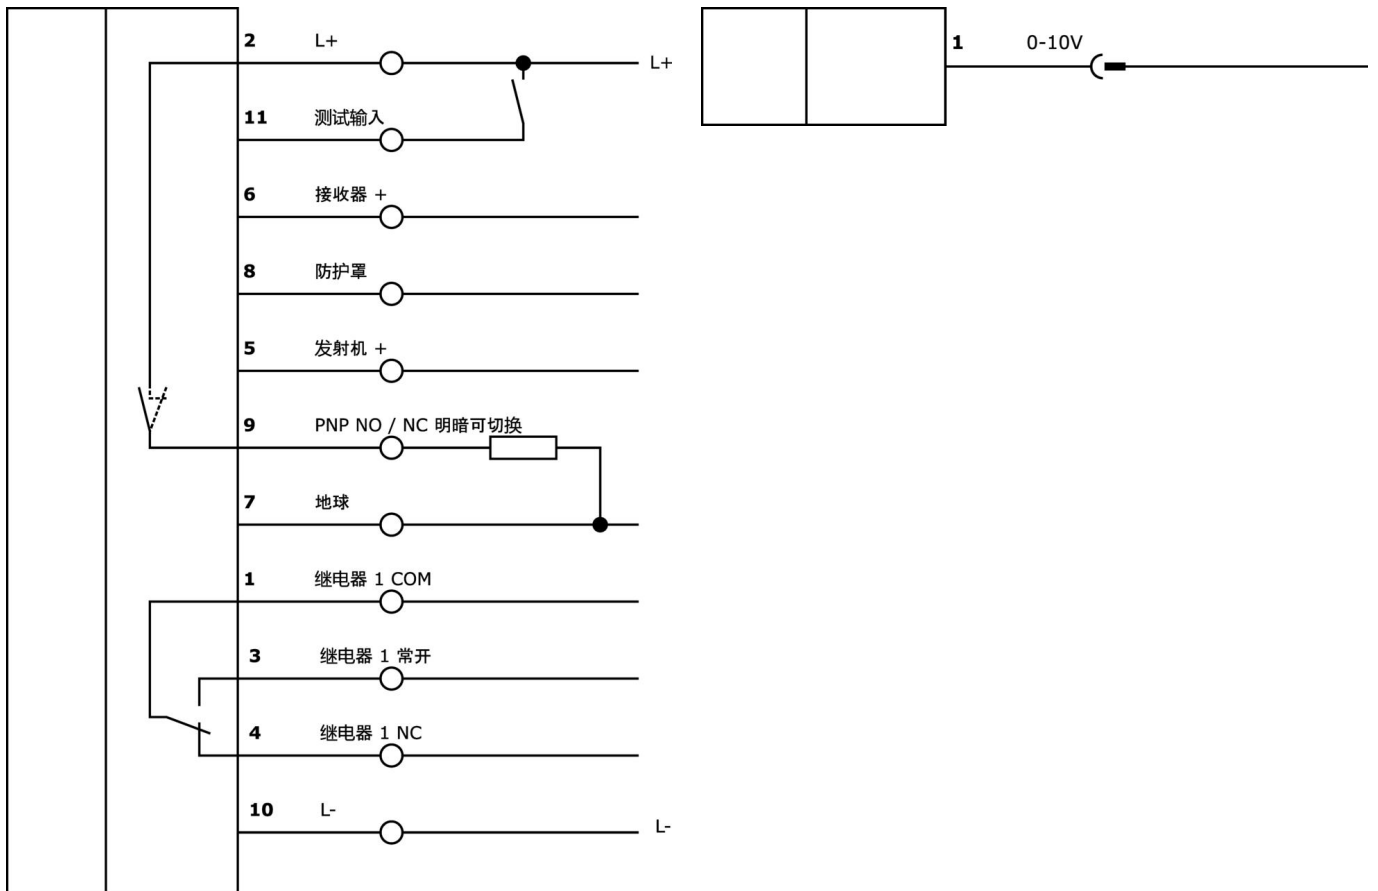 2 L+ L+
11 测试输入
6 接收器 +
8 防护罩
5 发射机 +
9 PNP NO / NC 明暗可切换
7 地球
1 继电器 1 COM
3 继电器 1 常开
4 继电器 1 NC
10 L- L-
1 0-10V